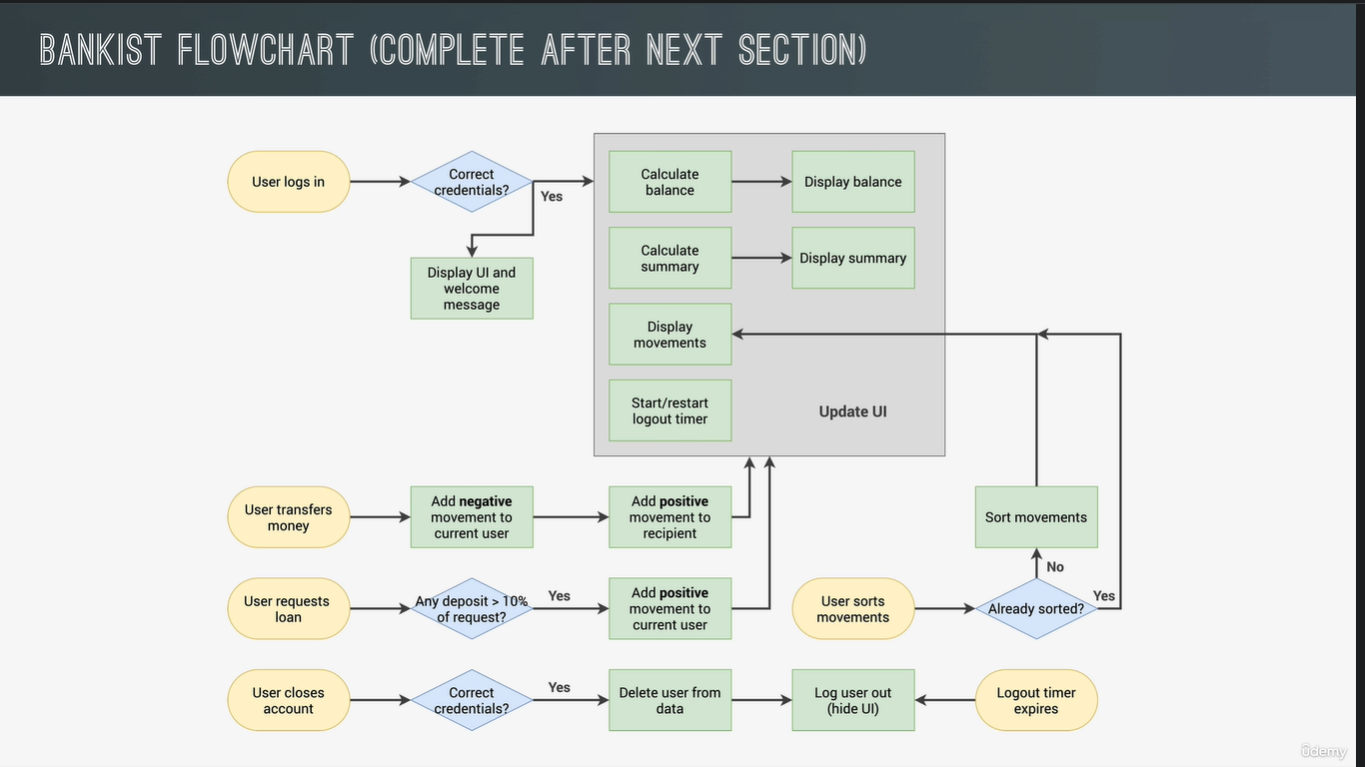 BANKIST FLOWCHART (COMPLETE AFTER NEXT SECTION)
User logs in
Correct
credentials?
Yes
Display UI and
welcome
message
Calculate
balance
Display balance
Calculate
summary
Display summary
Display
movements
Start/restart
logout timer
Update UI
User transfers
money
Add negative
movement to
current user
Add positive
movement to
recipient
Sort movements
No
User requests
loan
Any deposit > 10%
of request?
Yes
Add positive
movement to
current user
User sorts
movements
Already sorted?
Yes
User closes
account
Correct
credentials?
Yes
Delete user from
data
Log user out
(hide UI)
Logout timer
expires
ûdemy